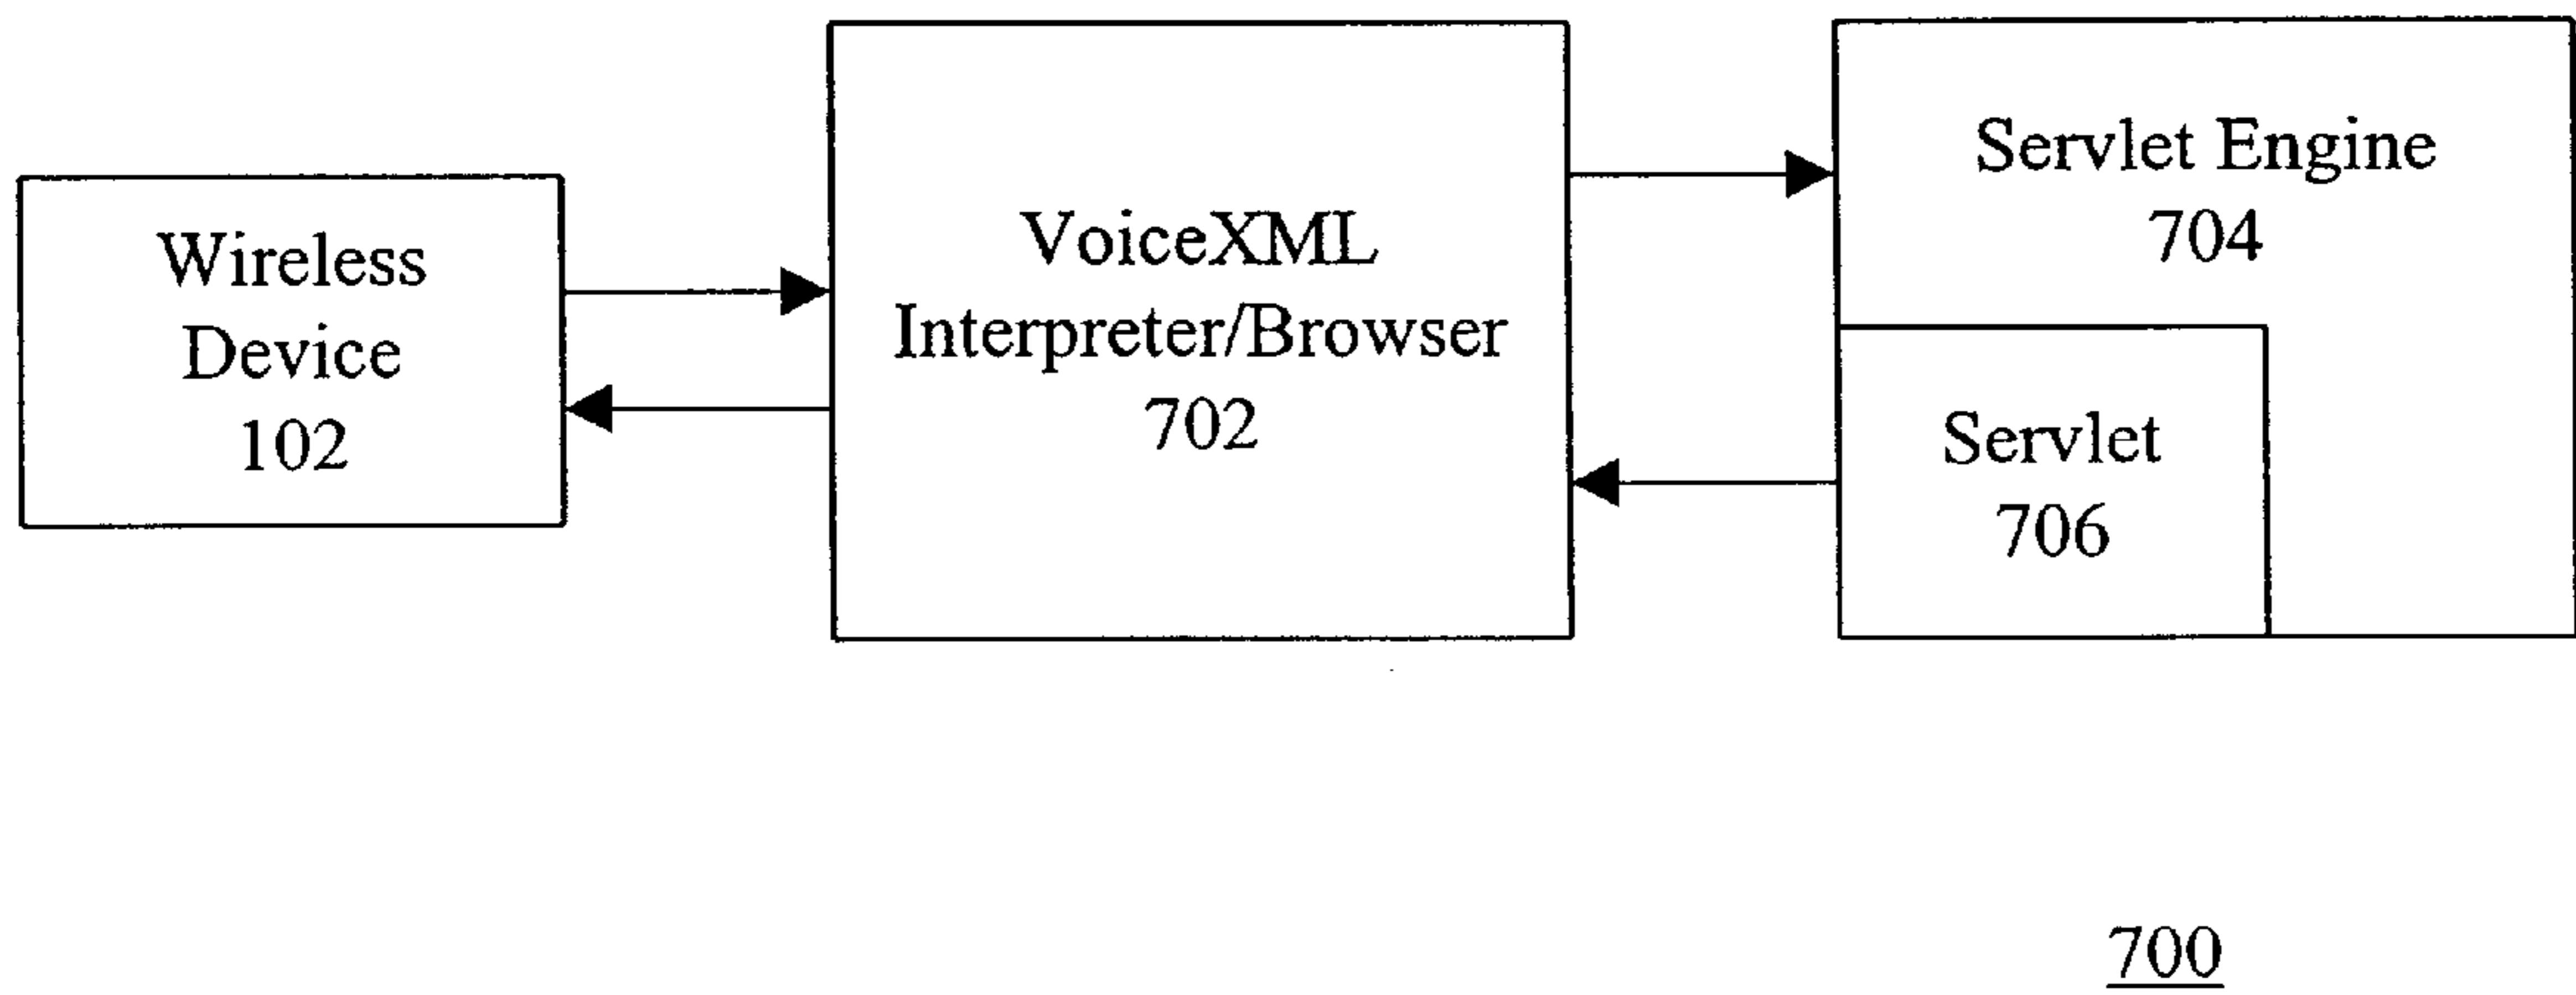 Wireless
Device
102
VoiceXML
Interpreter/Browser
702
Servlet Engine
704
Servlet
706
700